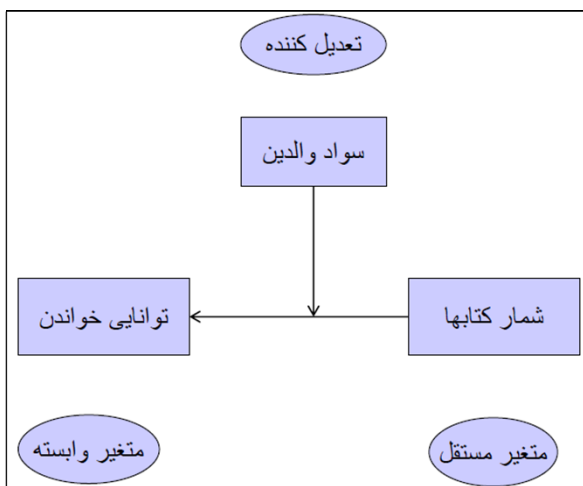 تعدیل کننده
سواد والدین
شمار کتابها
توانایی خواندن
متغیر مستقل
متغیر وابسته